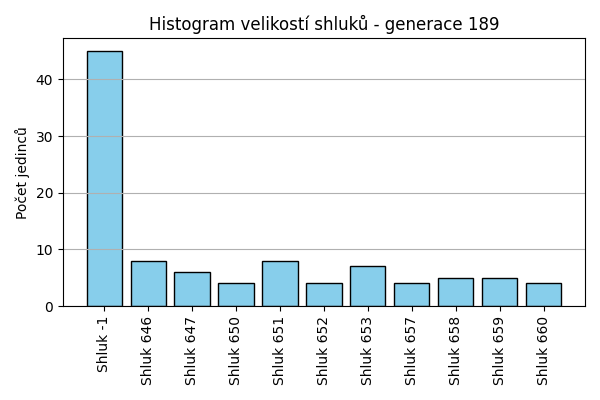 Histogram velikostí shluků - generace 189
Počet jedinců
40
30
20
10
0
Shluk -1
Shluk 646
Shluk 647
Shluk 650
Shluk 651
Shluk 652
Shluk 653
Shluk 657
Shluk 658
Shluk 659
Shluk 660